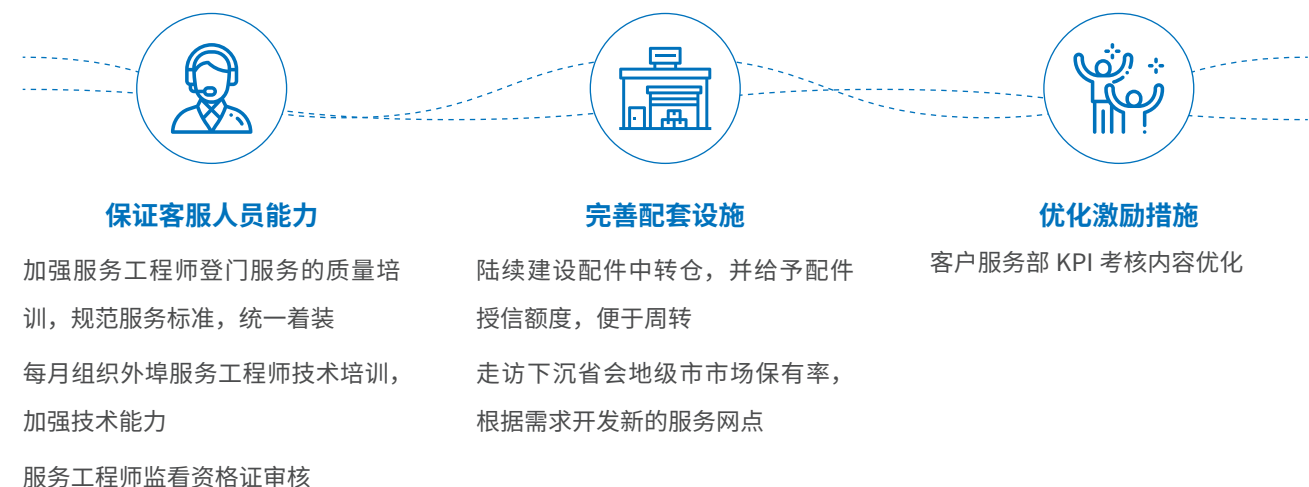 保证客服人员能力
加强服务工程师登门服务的质量培
训，规范服务标准，统一着装
每月组织外埠服务工程师技术培训，
加强技术能力
服务工程师监看资格证审核
完善配套设施
陆续建设配件中转仓，并给予配件
授信额度，便于周转
走访下沉省会地级市市场保有率，
根据需求开发新的服务网点
优化激励措施
客户服务部 KPI 考核内容优化